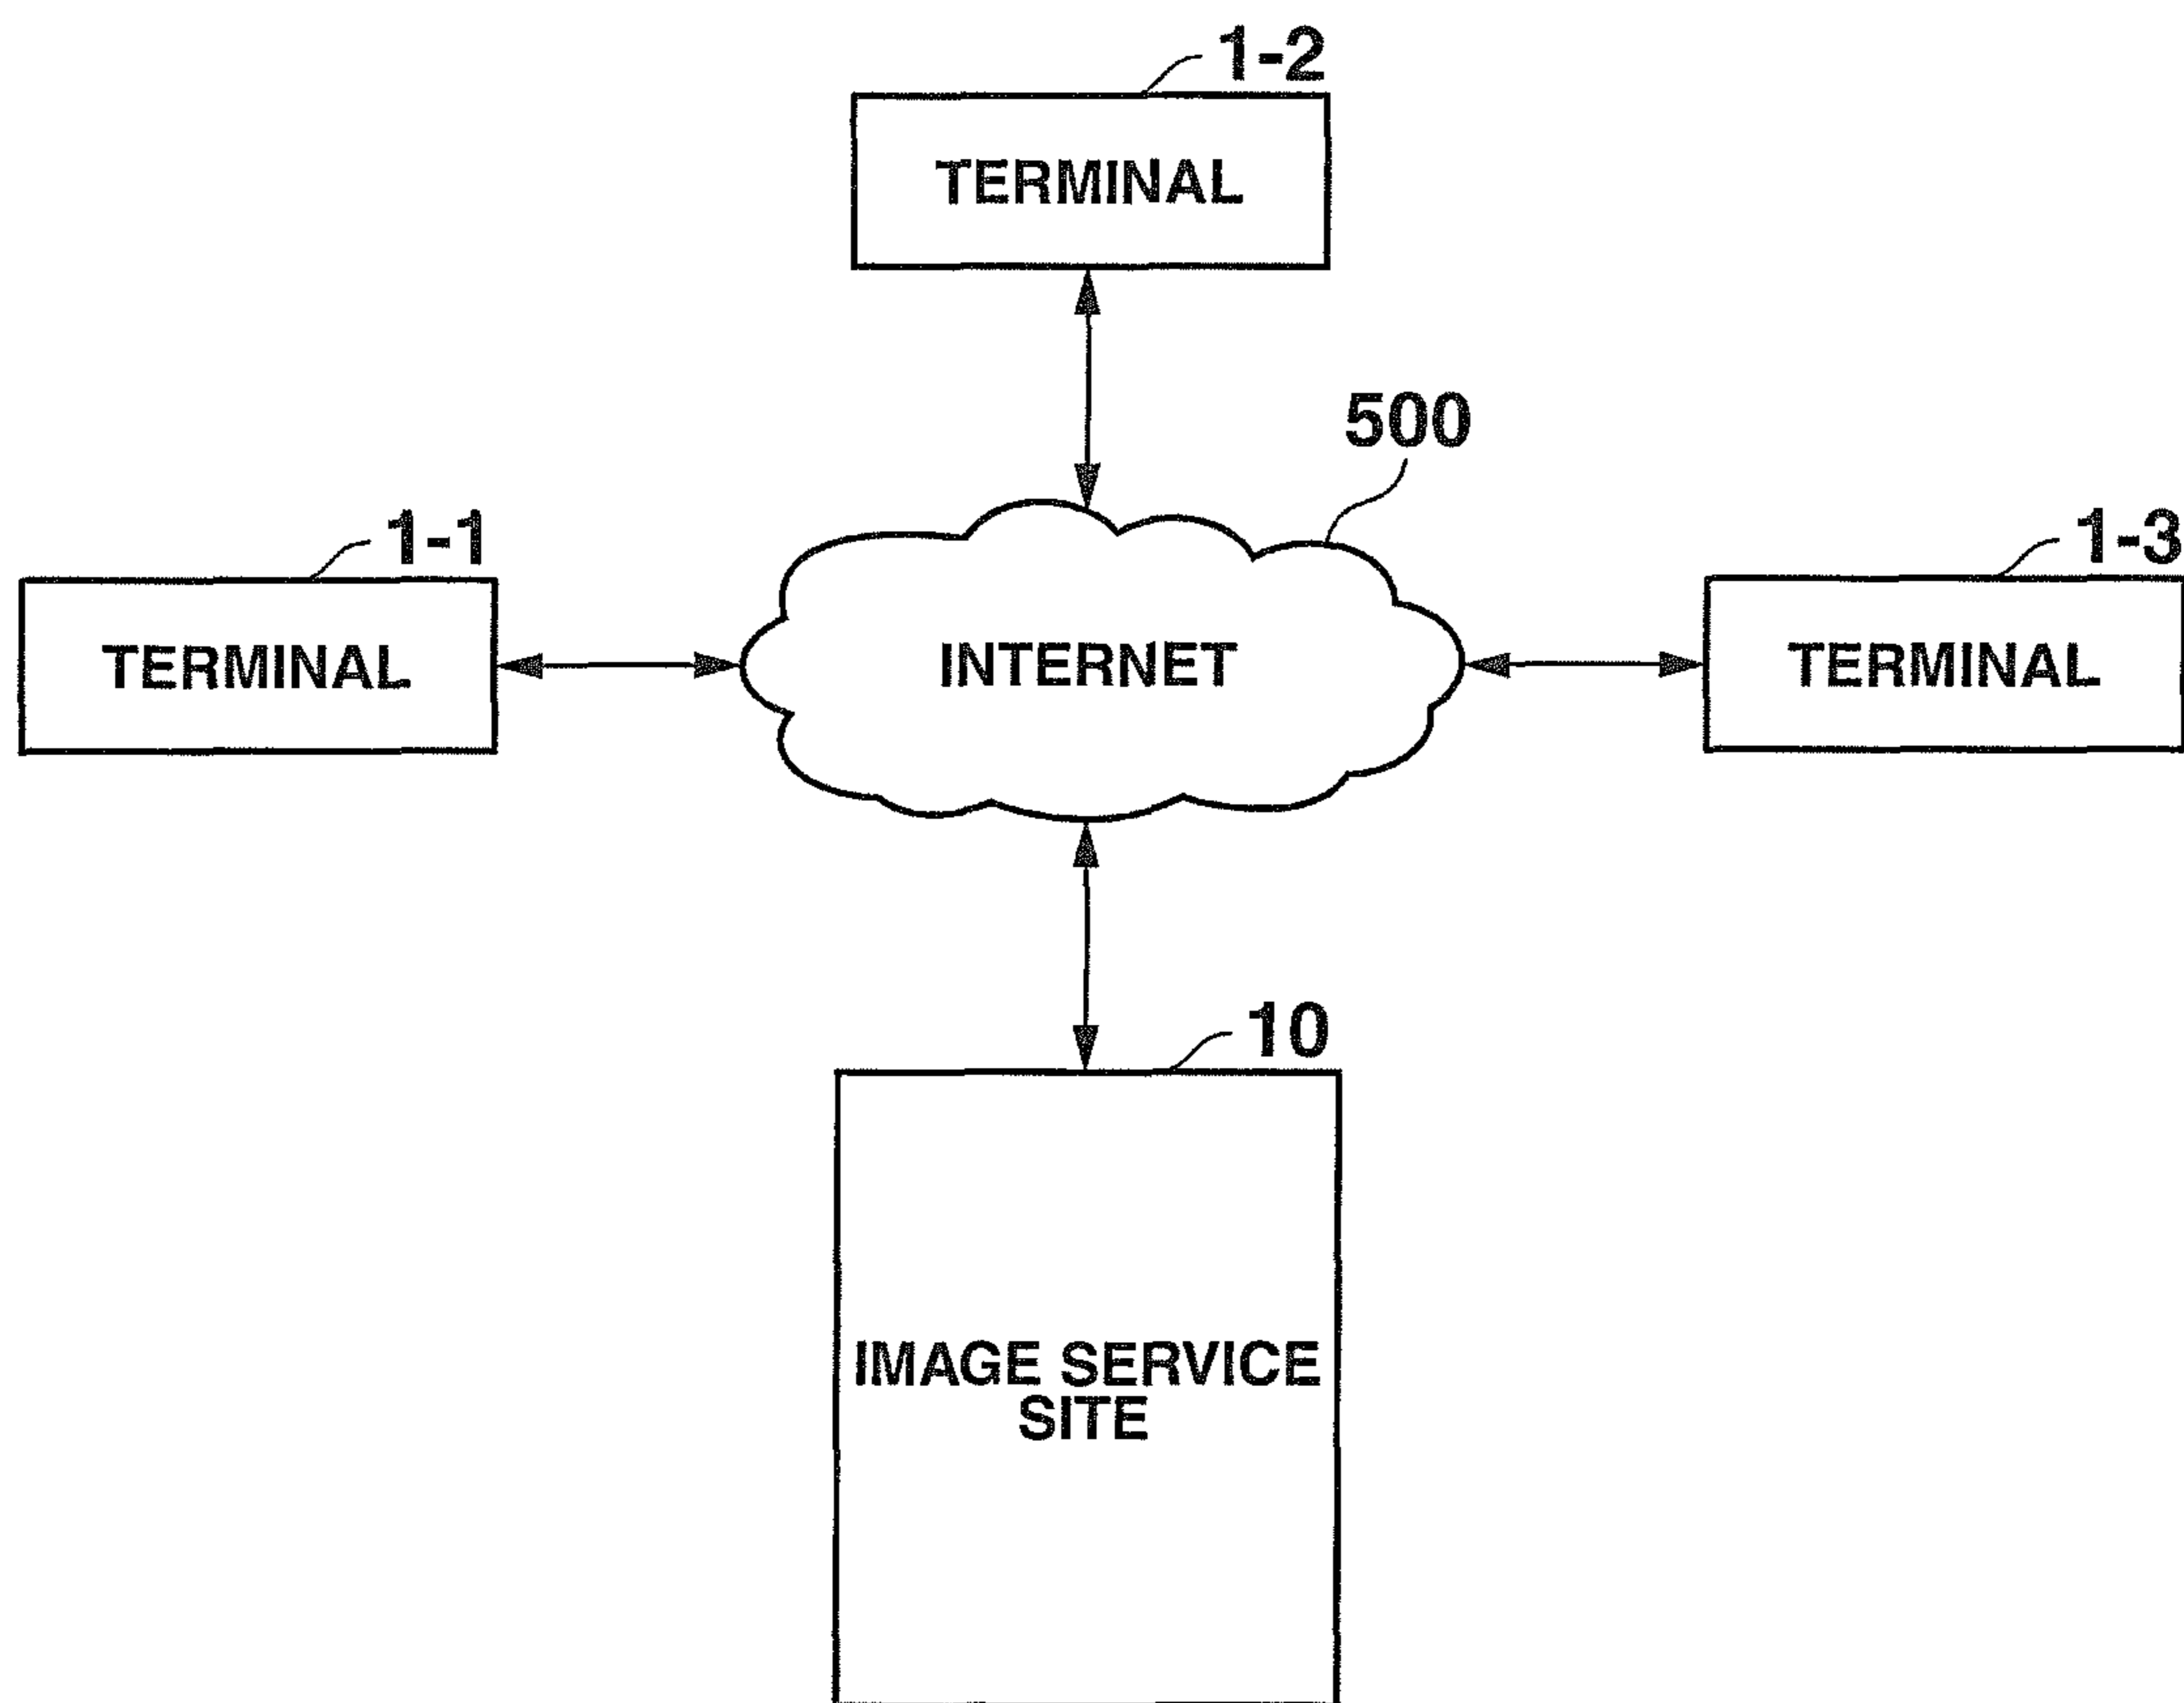 1-2
TERMINAL
500
1-1
TERMINAL
INTERNET
1-3
TERMINAL
10
IMAGE SERVICE
SITE